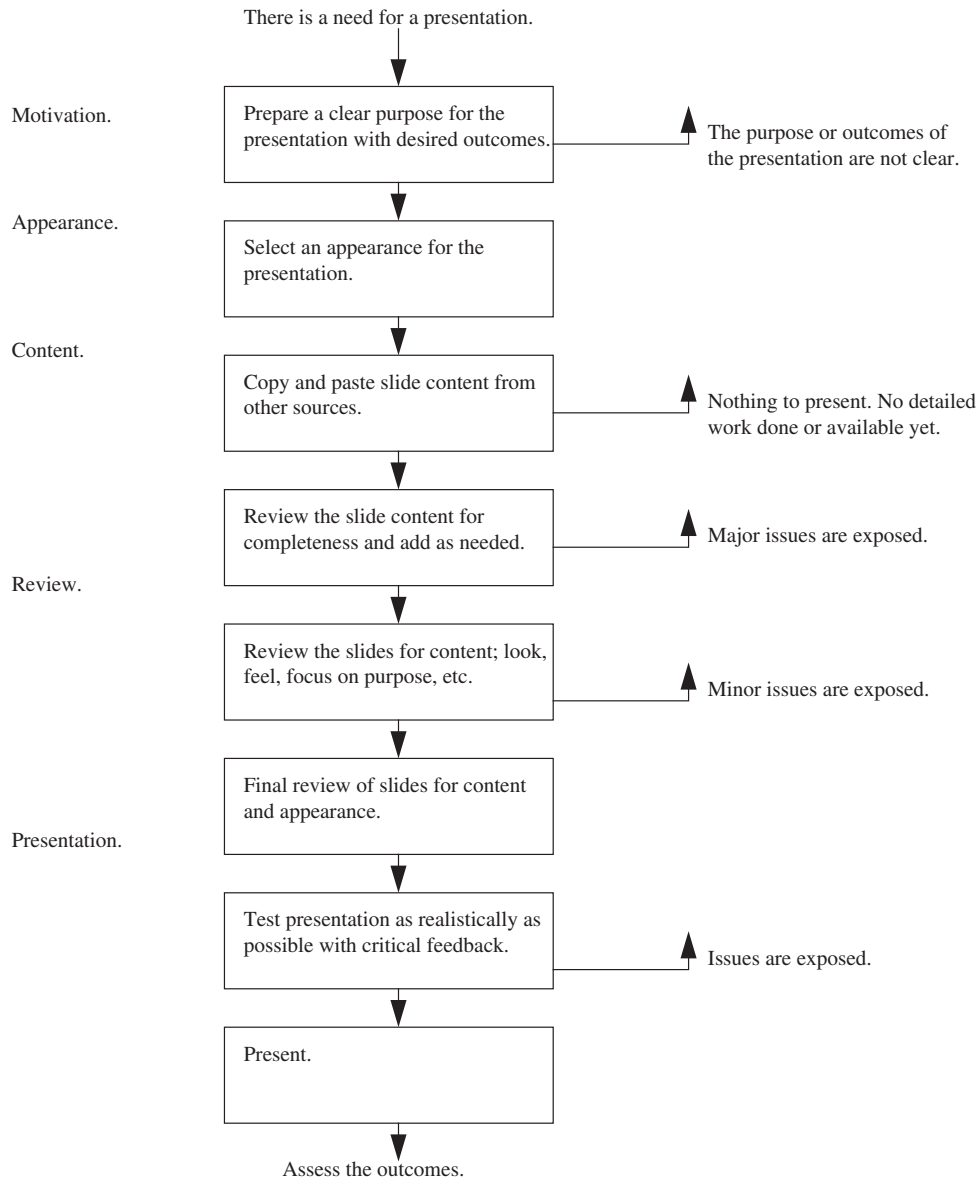 There is a need for a presentation.
Motivation.
Prepare a clear purpose for the
presentation with desired outcomes.
The purpose or outcomes of
the presentation are not clear.
Appearance.
Select an appearance for the
presentation.
Content.
Copy and paste slide content from
other sources.
Nothing to present. No detailed
work done or available yet.
Review the slide content for
completeness and add as needed.
Major issues are exposed.
Review.
Review the slides for content; look,
feel, focus on purpose, etc.
Minor issues are exposed.
Final review of slides for content
and appearance.
Presentation.
Test presentation as realistically as
possible with critical feedback.
Issues are exposed.
Present.
Assess the outcomes.